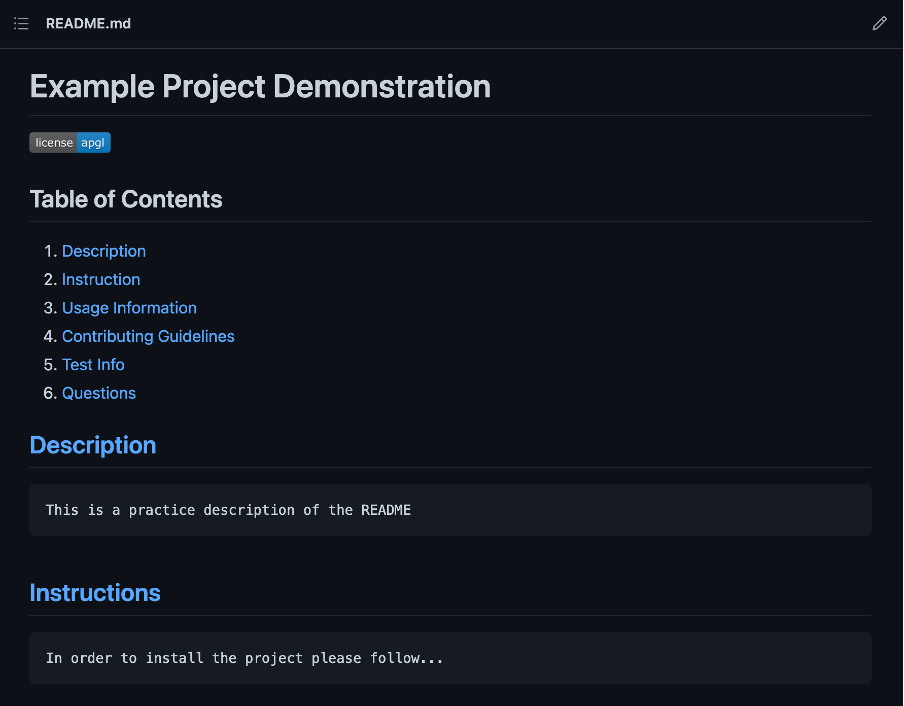 README.md
Example Project Demonstration
license apgl
Table of Contents
1. Description
2. Instruction
3. Usage Information
4. Contributing Guidelines
5. Test Info
6. Questions
Description
This is a practice description of the README
Instructions
In order to install the project please follow...